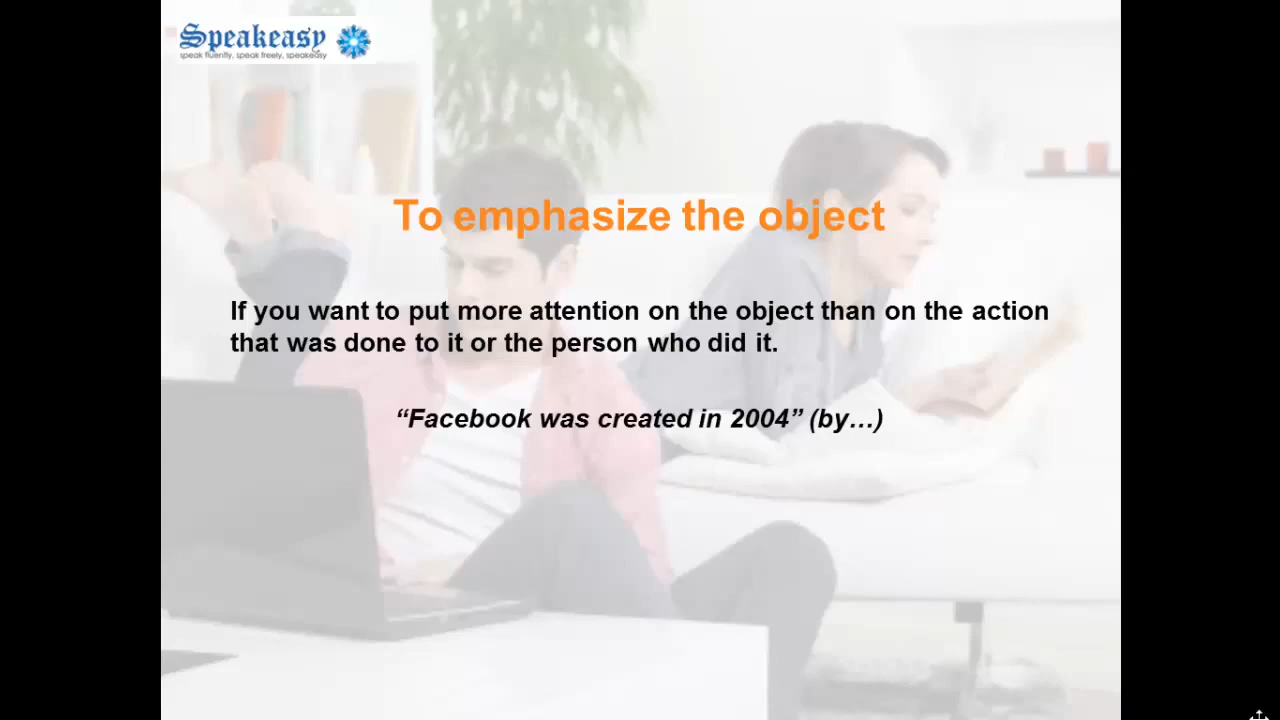 Speakeasy
speak fluently, speak freely, speakeasy
To emphasize the object
If you want to put more attention on the object than on the action
that was done to it or the person who did it.
“Facebook was created in 2004” (by…)